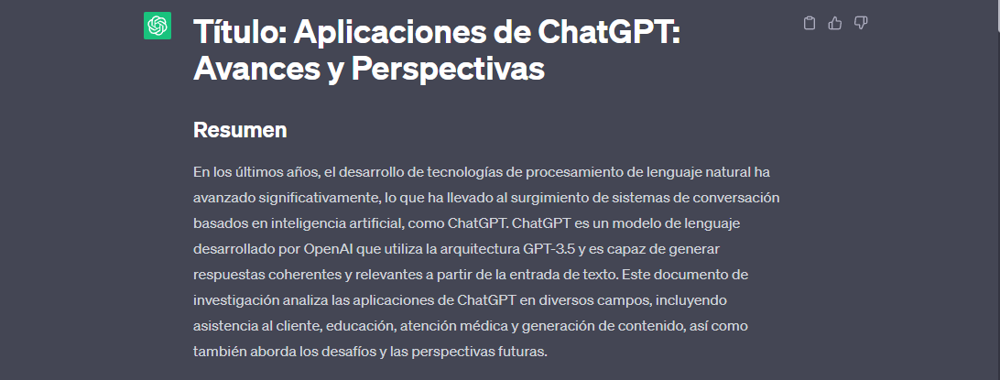 Título: Aplicaciones de ChatGPT:
Avances y Perspectivas
Resumen
En los últimos años, el desarrollo de tecnologías de procesamiento de lenguaje natural ha
avanzado significativamente, lo que ha llevado al surgimiento de sistemas de conversación
basados en inteligencia artificial, como ChatGPT. ChatGPT es un modelo de lenguaje
desarrollado por OpenAI que utiliza la arquitectura GPT-3.5 y es capaz de generar
respuestas coherentes y relevantes a partir de la entrada de texto. Este documento de
investigación analiza las aplicaciones de ChatGPT en diversos campos, incluyendo
asistencia al cliente, educación, atención médica y generación de contenido, así como
también aborda los desafíos y las perspectivas futuras.